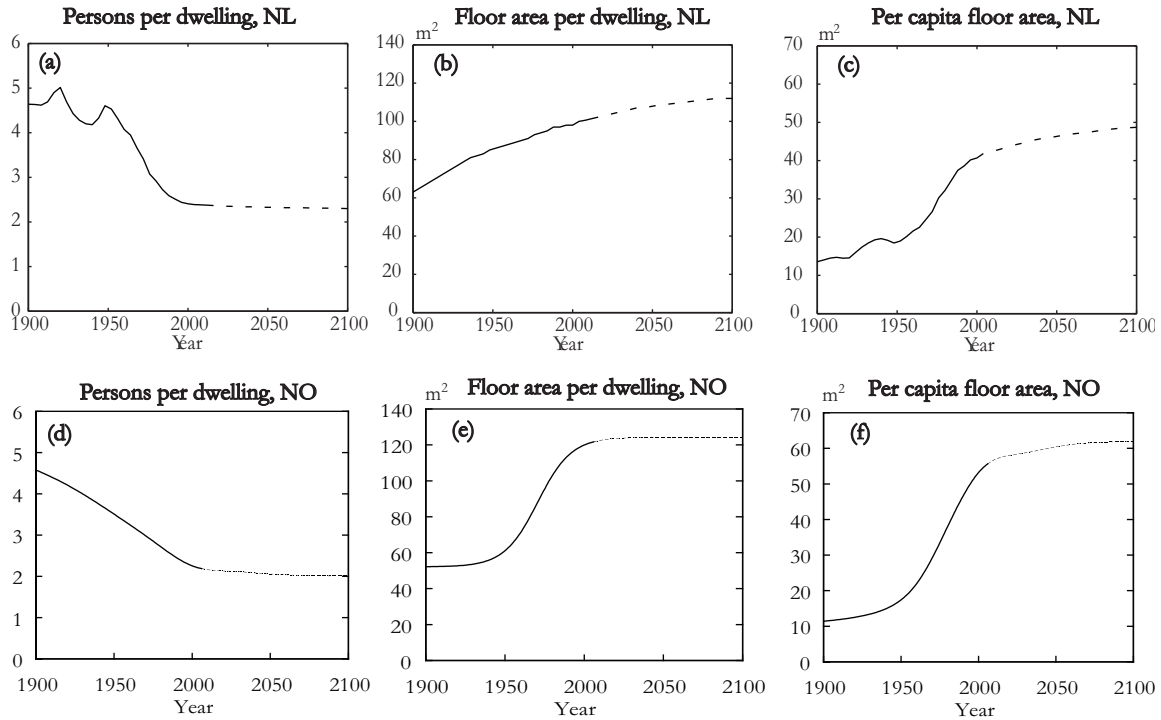 Persons per dwelling, NL
(a)
6
5
4
3
2
1
0
1900 1950 2000 2050 2100
Year
Floor area per dwelling, NL
m²
(b)
140
120
100
80
60
40
20
0
1900 1950 2000 2050 2100
Year
Per capita floor area, NL
m²
(c)
70
60
50
40
30
20
10
0
1900 1950 2000 2050 2100
Year
Persons per dwelling, NO
(d)
6
5
4
3
2
1
0
1900 1950 2000 2050 2100
Year
Floor area per dwelling, NO
m²
(e)
140
120
100
80
60
40
20
0
1900 1950 2000 2050 2100
Year
Per capita floor area, NO
m²
(f)
70
60
50
40
30
20
10
0
1900 1950 2000 2050 2100
Year